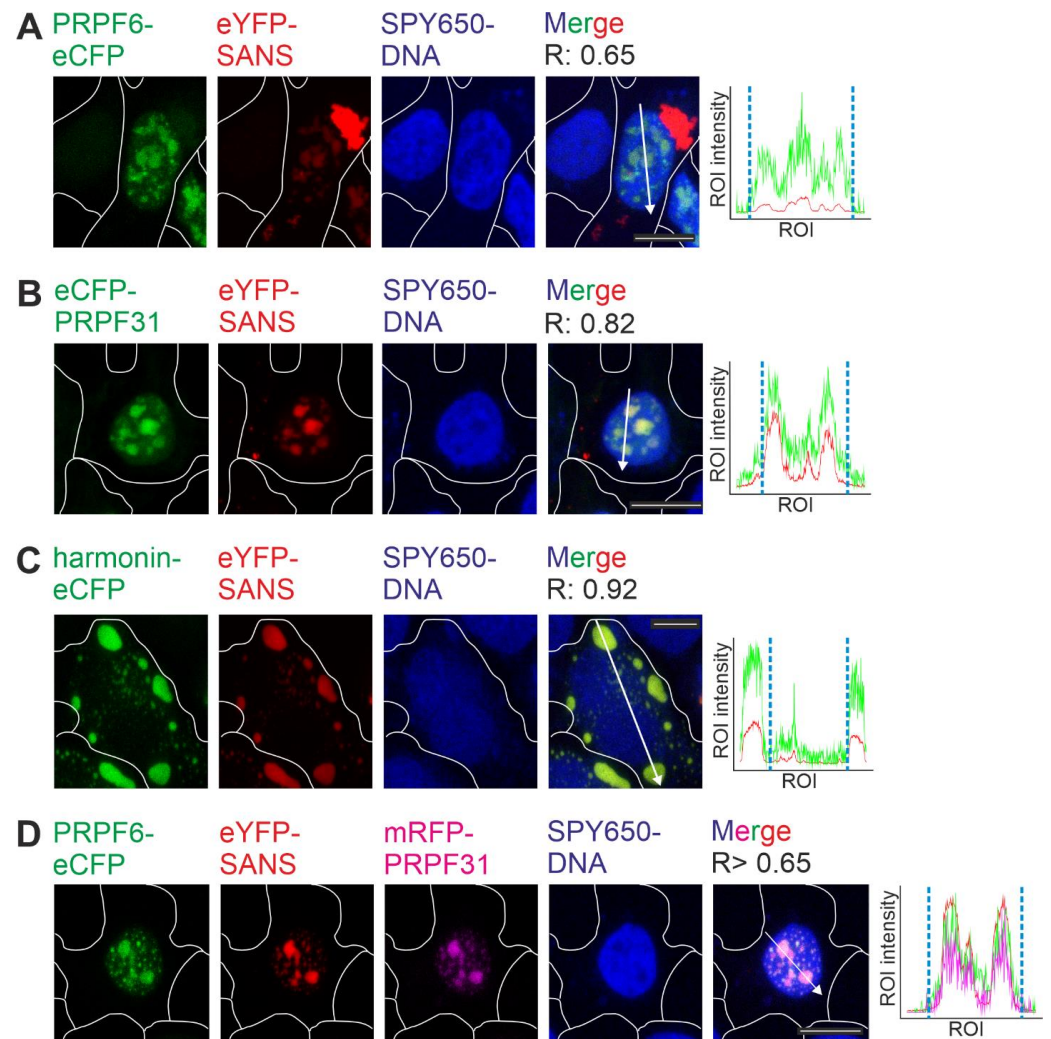 A
PRPF6-
eCFP
eYFP-
SANS
SPY650-
DNA
Merge
R: 0.65
ROI intensity
ROI
B
eCFP-
PRPF31
eYFP-
SANS
SPY650-
DNA
Merge
R: 0.82
ROI intensity
ROI
C
harmonin-
eCFP
eYFP-
SANS
SPY650-
DNA
Merge
R: 0.92
ROI intensity
ROI
D
PRPF6-
eCFP
eYFP-
SANS
mRFP-
PRPF31
SPY650-
DNA
Merge
R> 0.65
ROI intensity
ROI